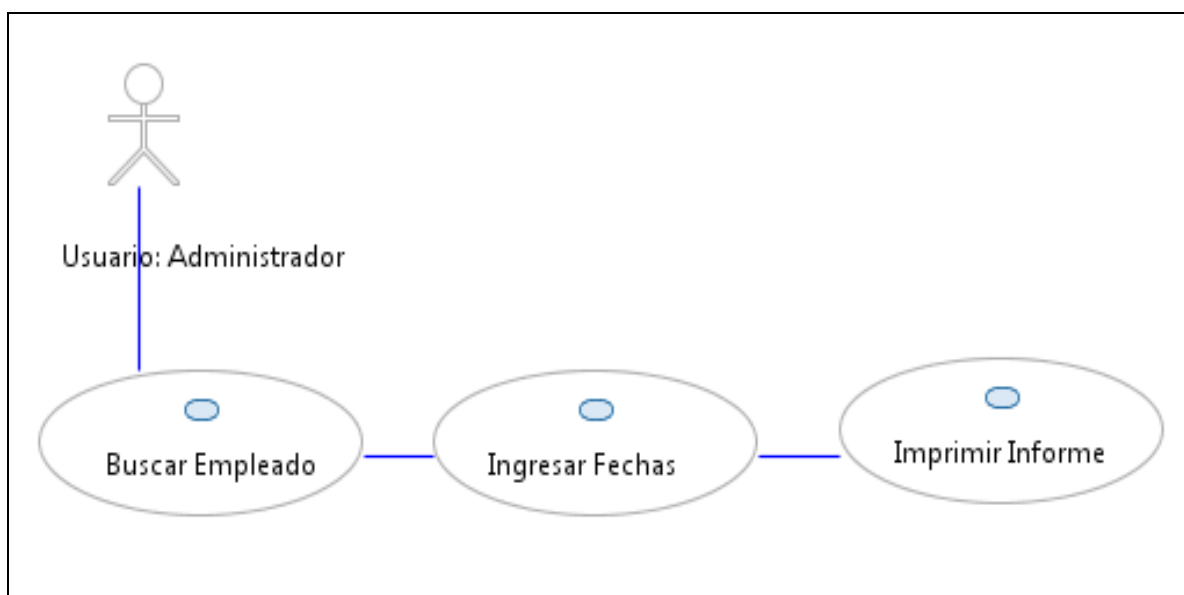 Usuario: Administrador
Buscar Empleado
Ingresar Fechas
Imprimir Informe